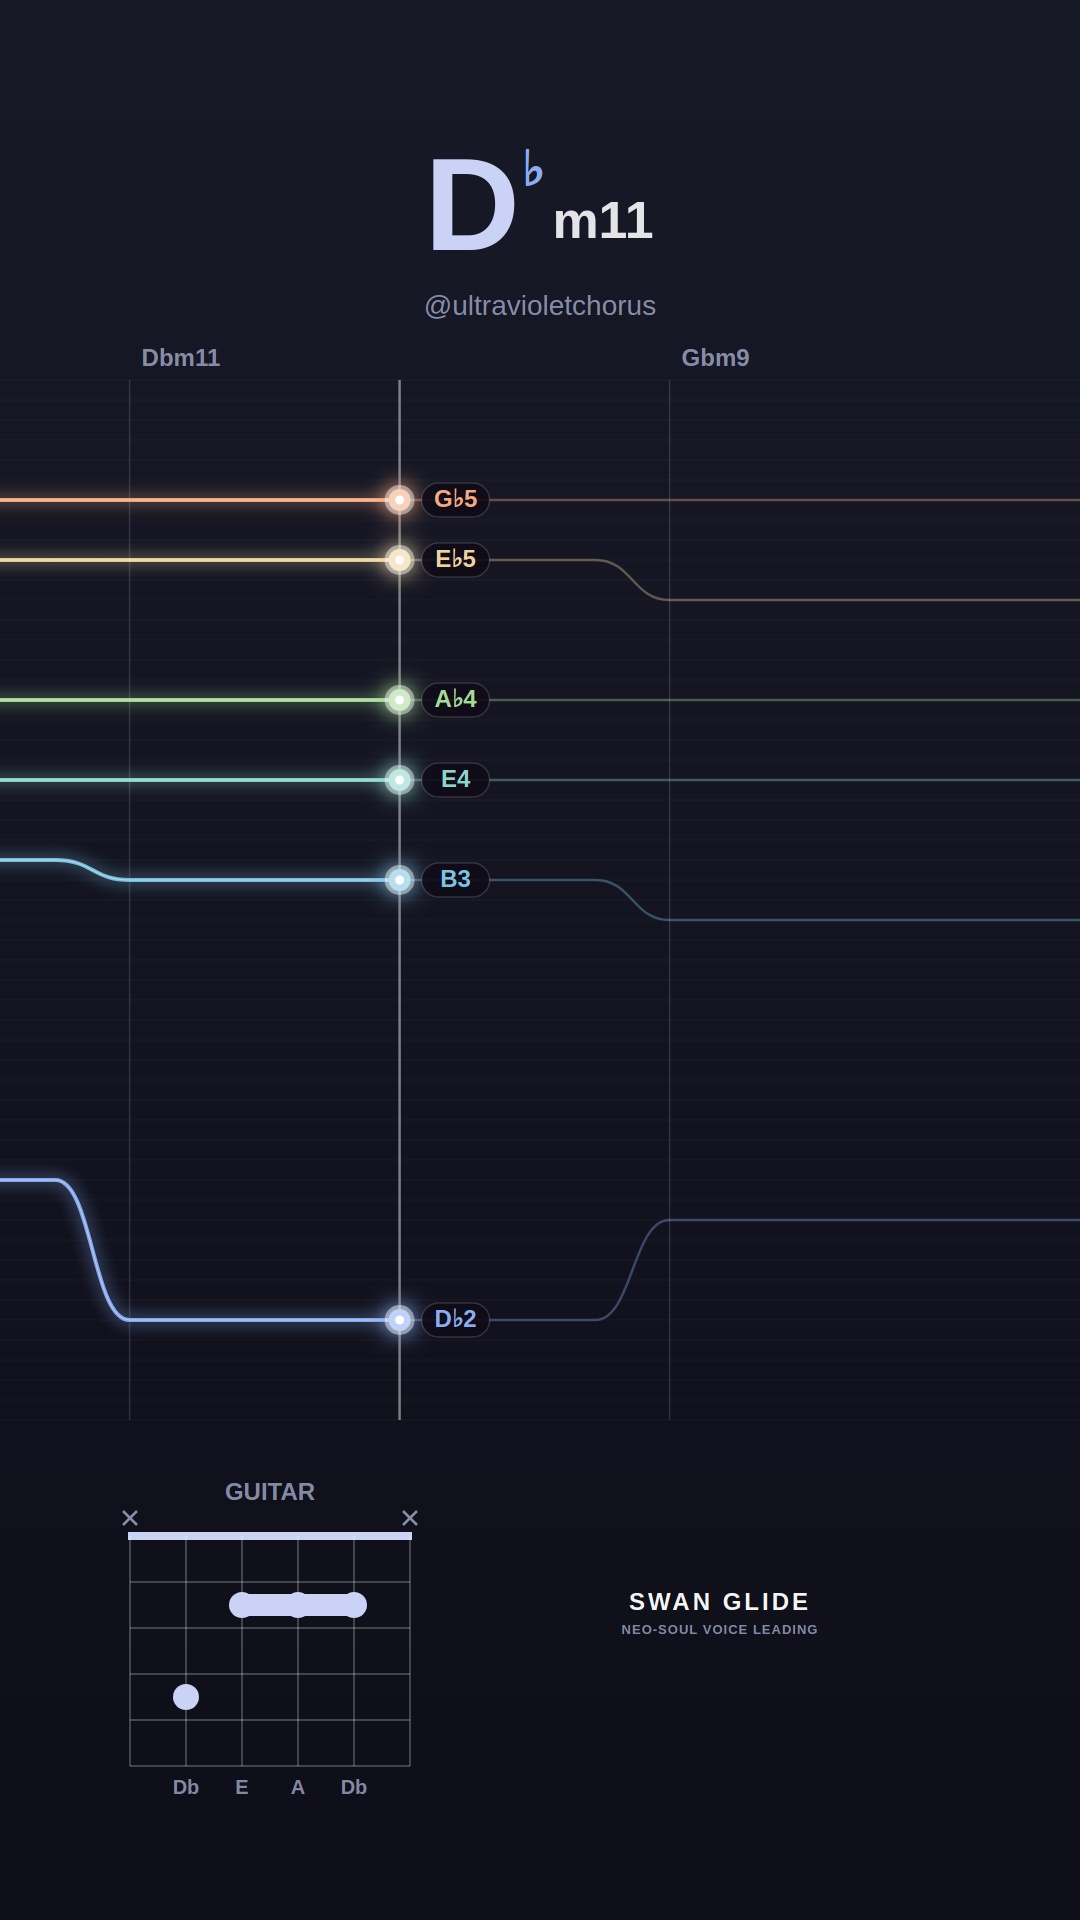 D♭m11
@ultravioletchorus
Dbm11 Gbm9
G♭5
E♭5
A♭4
E4
B3
D♭2
GUITAR
× ×
SWAN GLIDE
NEO-SOUL VOICE LEADING
Db E A Db